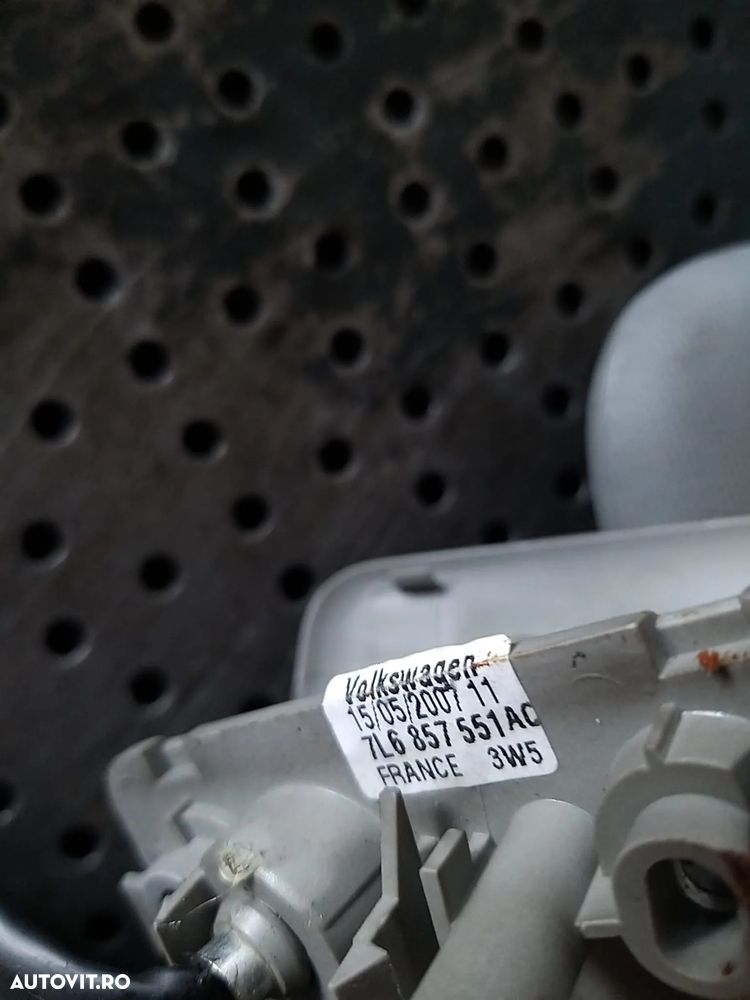 Volkswagen
15/05/2007 11
7L6 857 551AC
FRANCE 3W5
AUTOVIT.RO